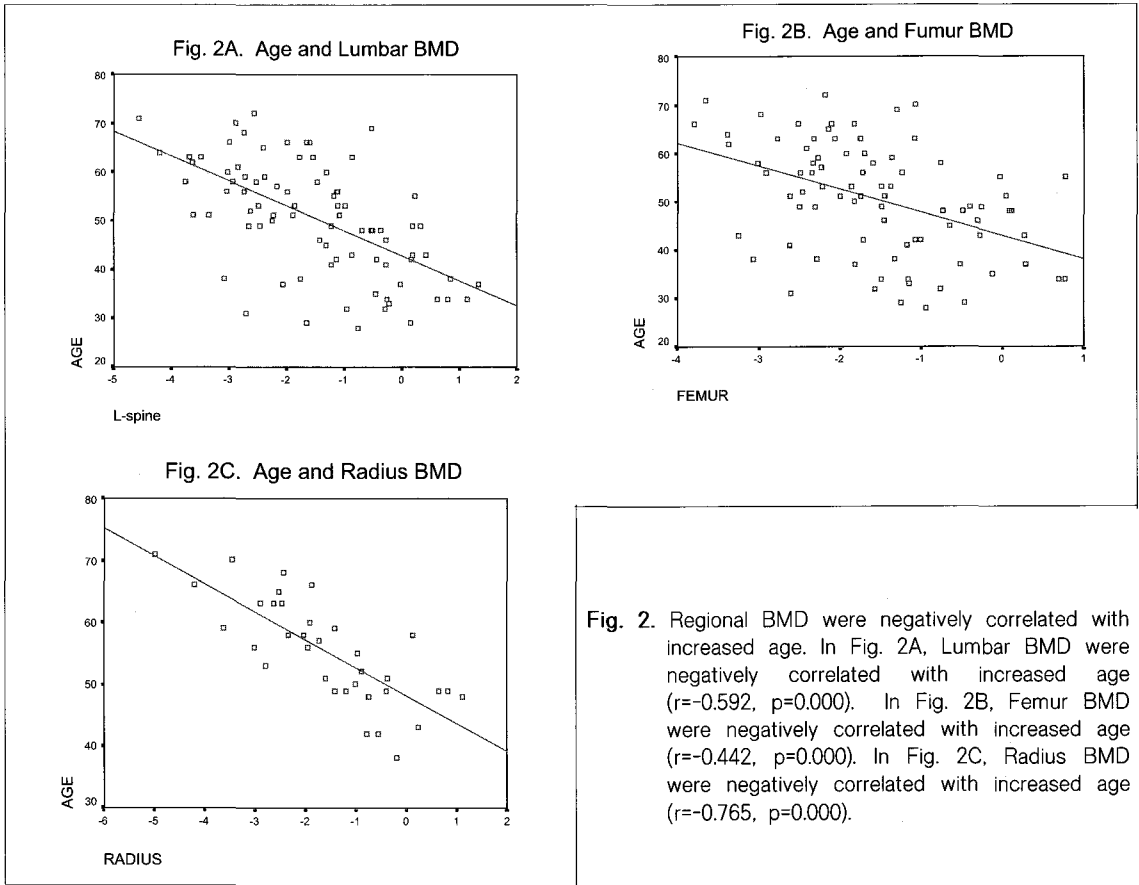 Fig. 2A. Age and Lumbar BMD
80
70
60
50
40
30
20
AGE
-5 -4 -3 -2 -1 0 1 2
L-spine
Fig. 2B. Age and Fumur BMD
80
70
60
50
40
30
20
AGE
-4 -3 -2 -1 0 1
FEMUR
Fig. 2C. Age and Radius BMD
80
70
60
50
40
30
AGE
-6 -5 -4 -3 -2 -1 0 1 2
RADIUS
Fig. 2. Regional BMD were negatively correlated with
increased age. In Fig. 2A, Lumbar BMD were
negatively correlated with increased age
(r=-0.592, p=0.000). In Fig. 2B, Femur BMD
were negatively correlated with increased age
(r=-0.442, p=0.000). In Fig. 2C, Radius BMD
were negatively correlated with increased age
(r=-0.765, p=0.000).